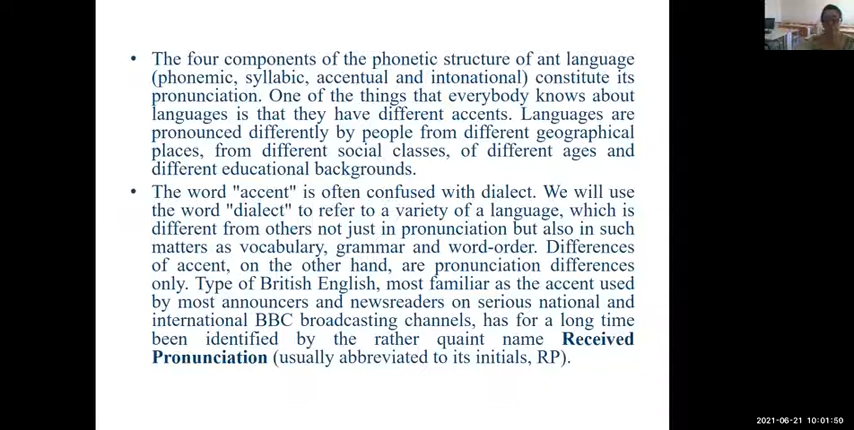 • The four components of the phonetic structure of ant language
(phonemic, syllabic, accentual and intonational) constitute its
pronunciation. One of the things that everybody knows about
languages is that they have different accents. Languages are
pronounced differently by people from different geographical
places, from different social classes, of different ages and
different educational backgrounds.
• The word "accent" is often confused with dialect. We will use
the word "dialect" to refer to a variety of a language, which is
different from others not just in pronunciation but also in such
matters as vocabulary, grammar and word-order. Differences
of accent, on the other hand, are pronunciation differences
only. Type of British English, most familiar as the accent used
by most announcers and newsreaders on serious national and
international BBC broadcasting channels, has for a long time
been identified by the rather quaint name Received
Pronunciation (usually abbreviated to its initials, RP).
2021-06-21 10:01:50